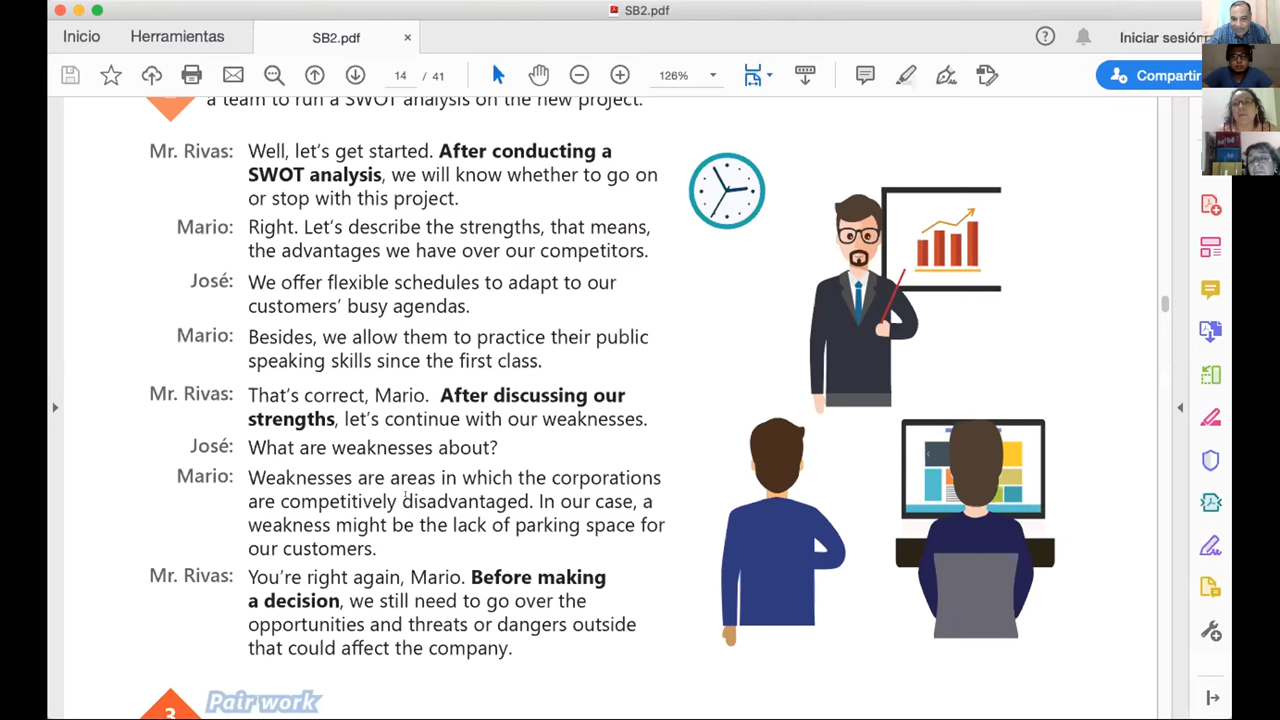 SB2.pdf
Inicio
Herramientas
SB2.pdf
×
Iniciar sesión
14 / 41
126%
Compartir
a team to run a SWOT analysis on the new project.
Mr. Rivas: Well, let's get started. After conducting a
SWOT analysis, we will know whether to go on
or stop with this project.
Mario: Right. Let's describe the strengths, that means,
the advantages we have over our competitors.
José: We offer flexible schedules to adapt to our
customers' busy agendas.
Mario: Besides, we allow them to practice their public
speaking skills since the first class.
Mr. Rivas: That's correct, Mario. After discussing our
strengths, let's continue with our weaknesses.
José: What are weaknesses about?
Mario: Weaknesses are areas in which the corporations
are competitively disadvantaged. In our case, a
weakness might be the lack of parking space for
our customers.
Mr. Rivas: You're right again, Mario. Before making
a decision, we still need to go over the
opportunities and threats or dangers outside
that could affect the company.
3 Pair work